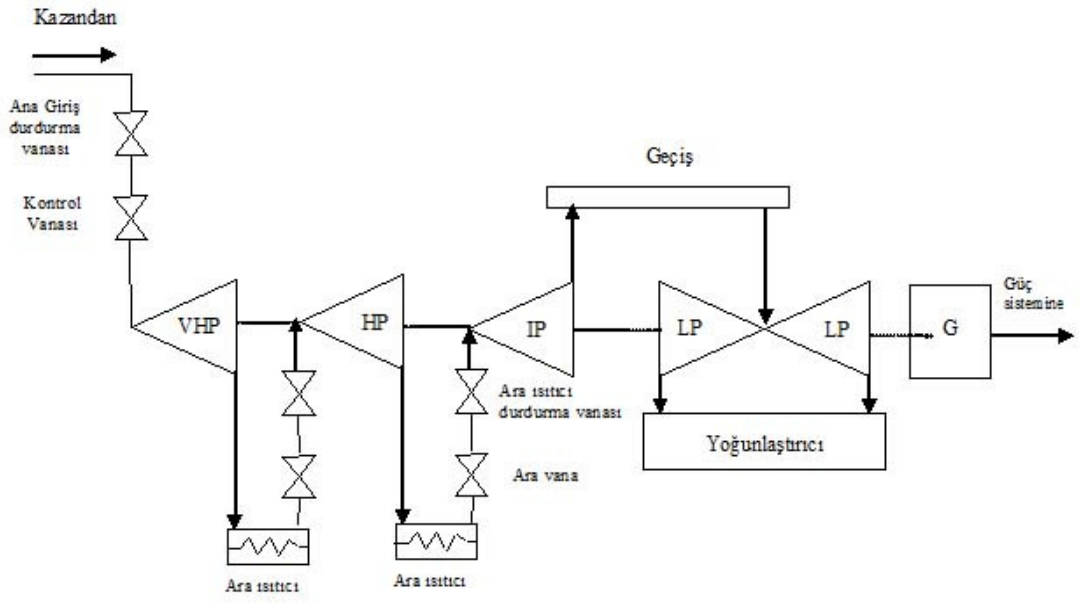 Kazandan
Ana Giriş
durdurma
vanası
Kontrol
Vanası
Geçiş
VHP
HP
IP
LP
LP
G
Güç
sistemine
Ara ısıtıcı
durdurma vanası
Ara vana
Yoğunlaştırıcı
Ara ısıtıcı
Ara ısıtıcı